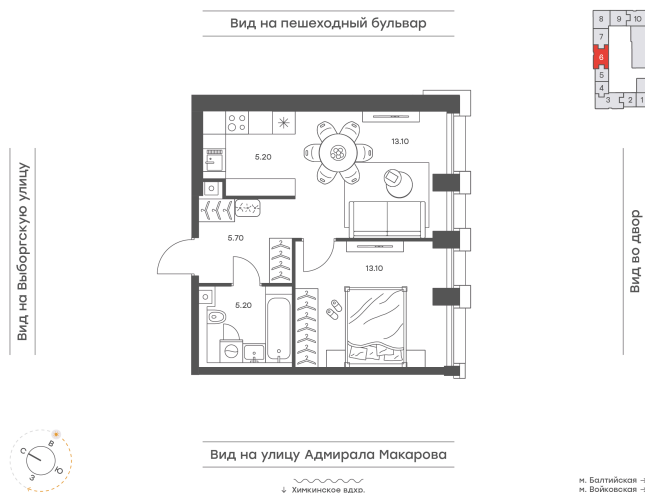 Вид на пешеходный бульвар
8 9 10
7
6
5
4
3 2 1
13.10
5.20
5.70
13.10
5.20
Вид на Выборгскую улицу
Вид во двор
Вид на улицу Адмирала Макарова
С В
З Ю
↓ Химкинское вдхр.
м. Балтийская
м. Войковская